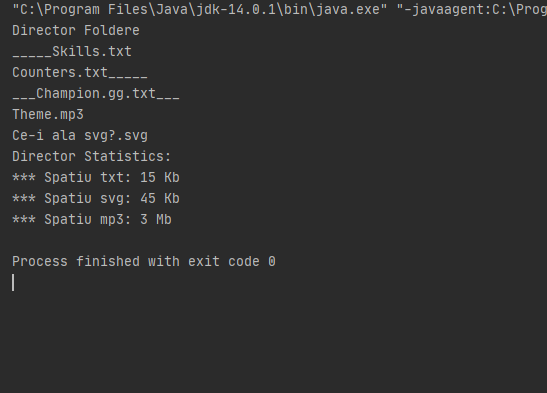 "C:\Program Files\Java\jdk-14.0.1\bin\java.exe" "-javaagent:C:\Prog
Director Foldere
_____Skills.txt
Counters.txt_____
___Champion.gg.txt___
Theme.mp3
Ce-i ala svg?.svg
Director Statistics:
*** Spatiu txt: 15 Kb
*** Spatiu svg: 45 Kb
*** Spatiu mp3: 3 Mb
Process finished with exit code 0